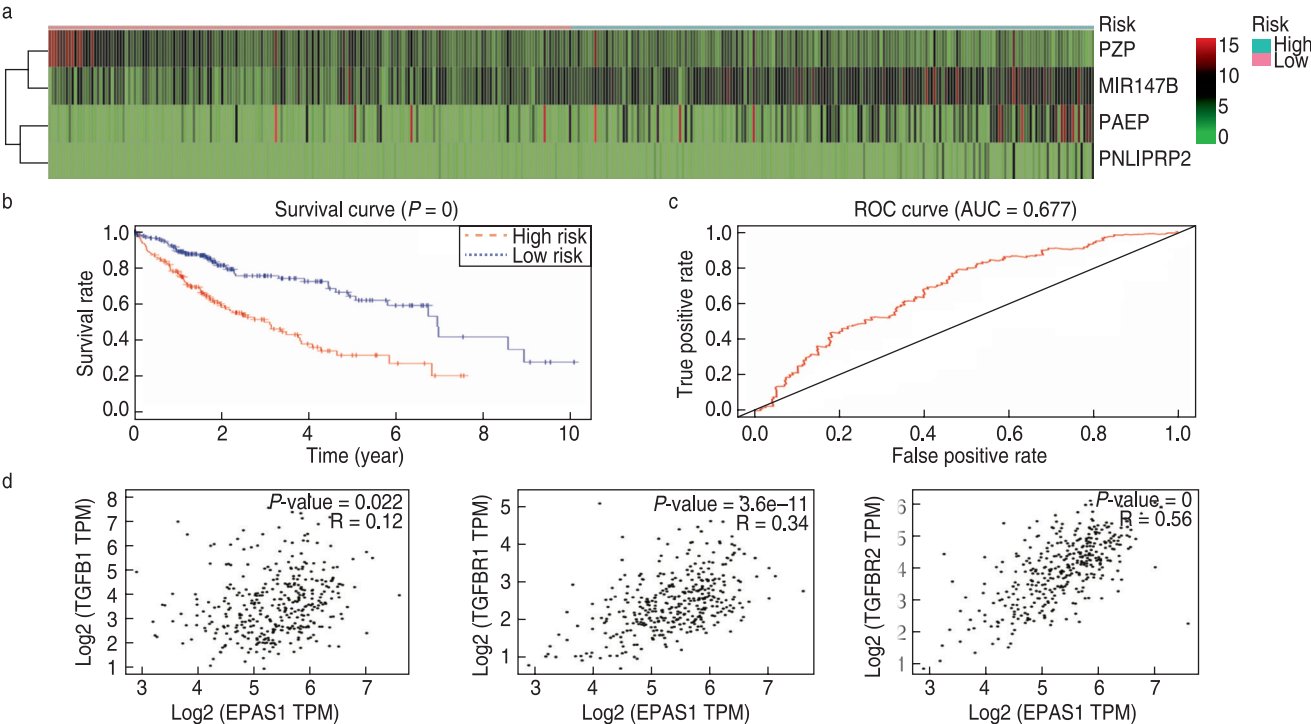 a
Risk
PZP
MIR147B
PAEP
PNLIPRP2
15
10
5
0
Risk
High
Low
b
Survival curve (P = 0)
High risk
Low risk
1.0
0.8
0.6
0.4
0.2
0.0
Survival rate
0 2 4 6 8 10
Time (year)
c
ROC curve (AUC = 0.677)
1.0
0.8
0.6
0.4
0.2
0.0
True positive rate
0.0 0.2 0.4 0.6 0.8 1.0
False positive rate
d
P-value = 0.022
R = 0.12
8
7
6
5
4
3
2
1
Log2 (TGFB1 TPM)
3 4 5 6 7
Log2 (EPAS1 TPM)
P-value = 3.6e−11
R = 0.34
5
4
3
2
1
Log2 (TGFBR1 TPM)
3 4 5 6 7
Log2 (EPAS1 TPM)
P-value = 0
R = 0.56
6
5
4
3
2
1
Log2 (TGFBR2 TPM)
3 4 5 6 7
Log2 (EPAS1 TPM)